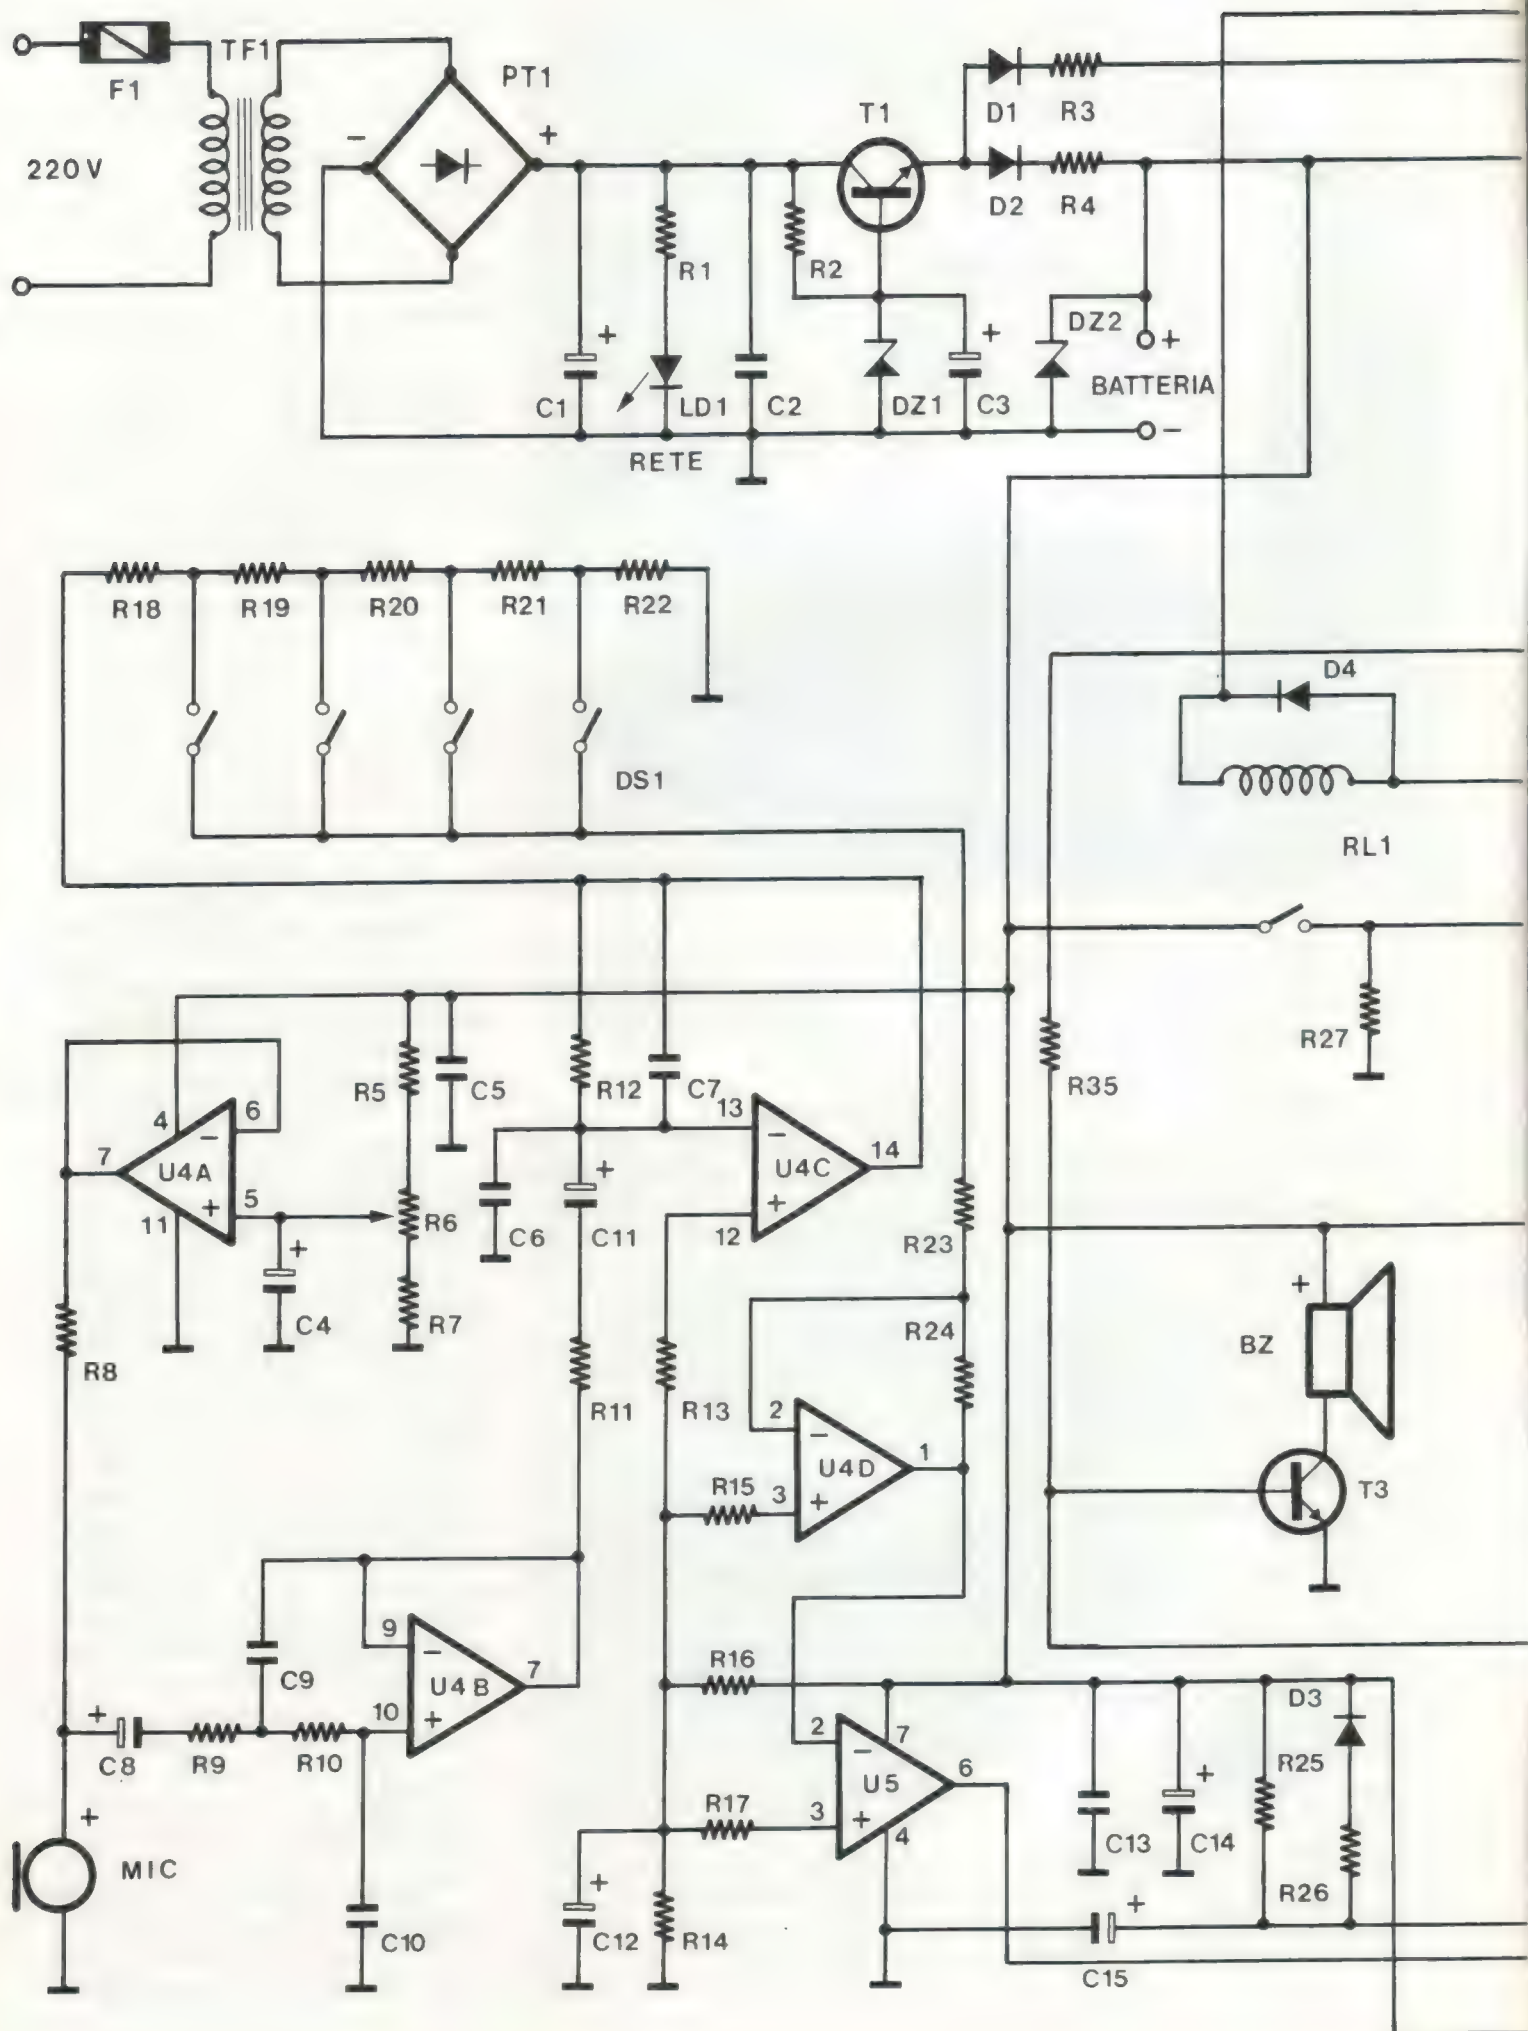 TF1
F1
PT1
220V
-
+
T1
D1
R3
D2
R4
R1
R2
+
C1
LD1
C2
DZ1
+
C3
DZ2
+
BATTERIA
-
RETE
R18
R19
R20
R21
R22
DS1
D4
RL1
R27
R35
R5
C5
R12
C7
4
6
-
7
U4A
+
5
11
R6
+
C4
R7
R8
13
-
U4C
14
+
12
+
C6
C11
R23
R24
R11
R13
2
-
U4D
1
R15
3
+
+
BZ
T3
9
-
U4B
7
10
+
C9
+
C8
R9
R10
R16
2
7
-
U5
6
R17
3
+
4
D3
R25
+
C13
C14
R26
+
MIC
C10
+
C12
R14
+
C15